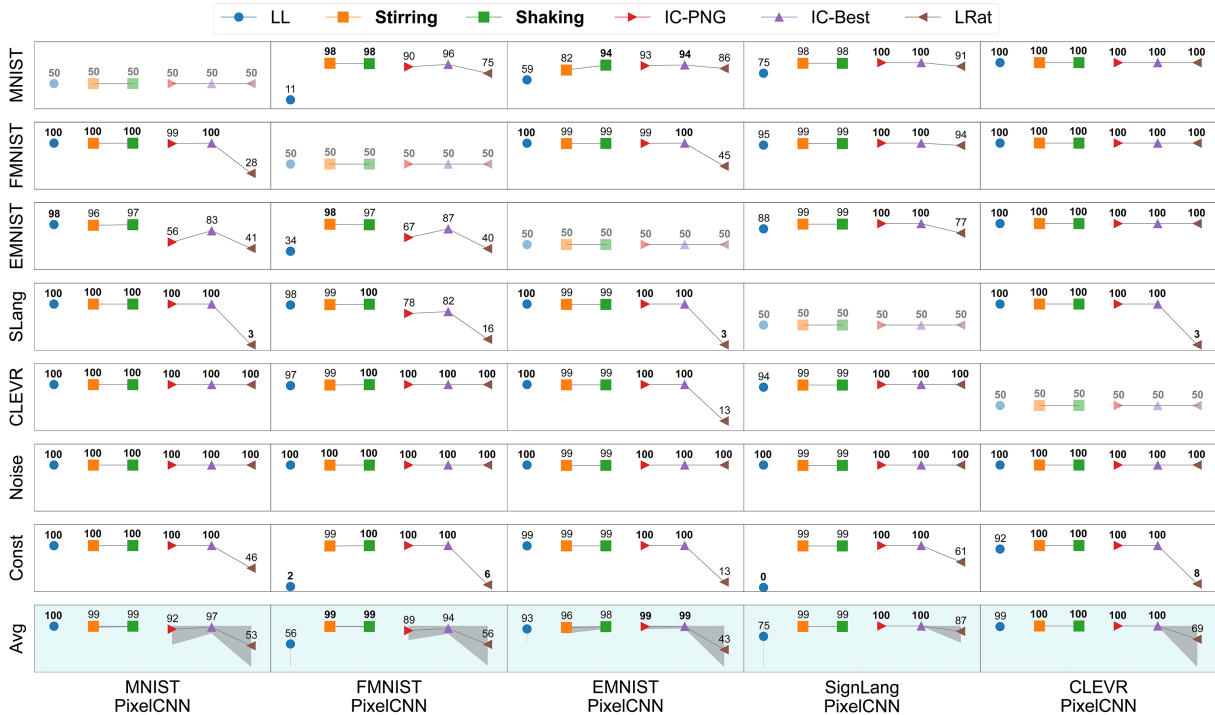 LL Stirring Shaking IC-PNG IC-Best LRat
MNIST
50 50 50 50 50 50
11 98 98 90 96 75
59 82 94 93 94 86
75 98 98 100 100 91
100 100 100 100 100 100
FMNIST
100 100 100 99 100 28
50 50 50 50 50 50
100 99 99 99 100 45
95 99 99 100 100 94
100 100 100 100 100 100
EMNIST
98 96 97 56 83 41
34 98 97 67 87 40
50 50 50 50 50 50
88 99 99 100 100 77
100 100 100 100 100 100
SLang
100 100 100 100 100 3
98 99 100 78 82 16
100 99 99 100 100 3
50 50 50 50 50 50
100 100 100 100 100 3
CLEVR
100 100 100 100 100 100
97 99 100 100 100 100
100 99 99 100 100 13
94 99 99 100 100 100
50 50 50 50 50 50
Noise
100 100 100 100 100 100
100 100 100 100 100 100
100 99 99 100 100 100
100 99 99 100 100 100
100 100 100 100 100 100
Const
100 100 100 100 100 46
2 99 100 100 100 6
99 99 99 100 100 13
0 99 99 100 100 61
92 100 100 100 100 8
Avg
100 99 99 92 97 53
56 99 99 89 94 56
93 96 98 99 99 43
75 99 99 100 100 87
99 100 100 100 100 69
MNIST
PixelCNN
FMNIST
PixelCNN
EMNIST
PixelCNN
SignLang
PixelCNN
CLEVR
PixelCNN